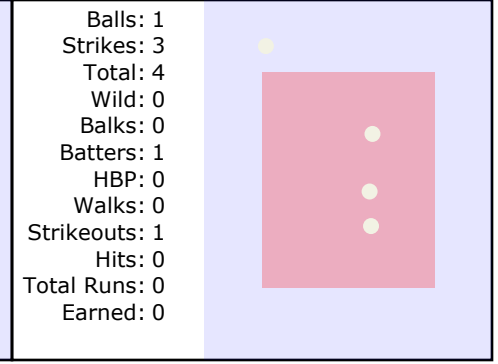 Balls: 1
Strikes: 3
Total: 4
Wild: 0
Balks: 0
Batters: 1
HBP: 0
Walks: 0
Strikeouts: 1
Hits: 0
Total Runs: 0
Earned: 0